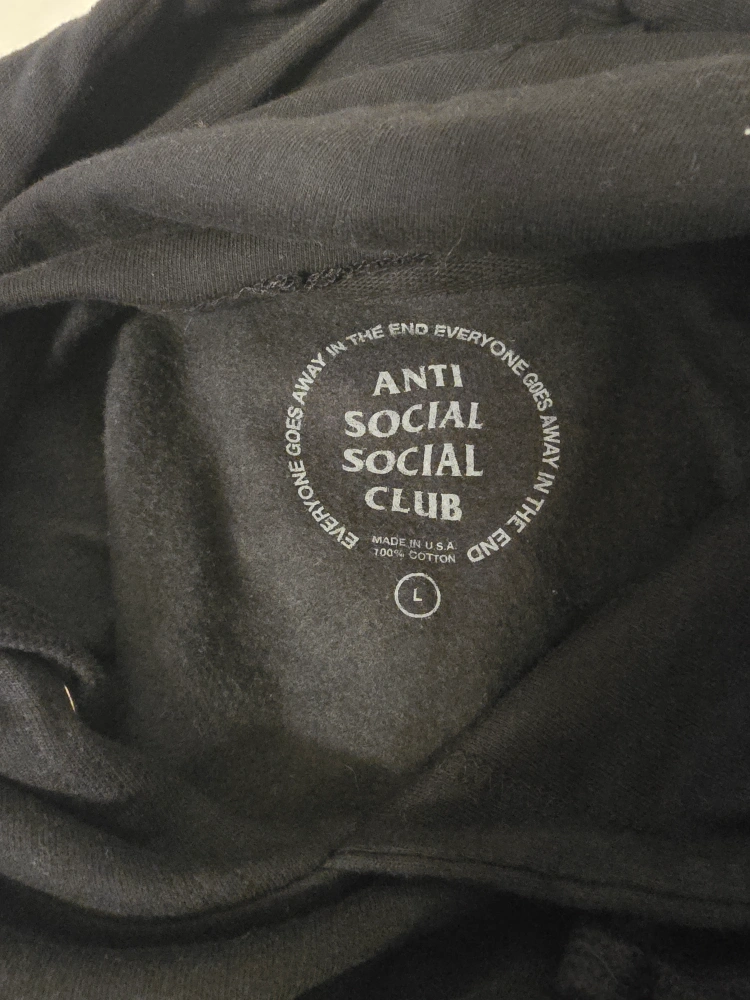 EVERYONE GOES AWAY IN THE END EVERYONE GOES AWAY IN THE END
ANTI
SOCIAL
SOCIAL
CLUB
MADE IN U.S.A
100% COTTON
L